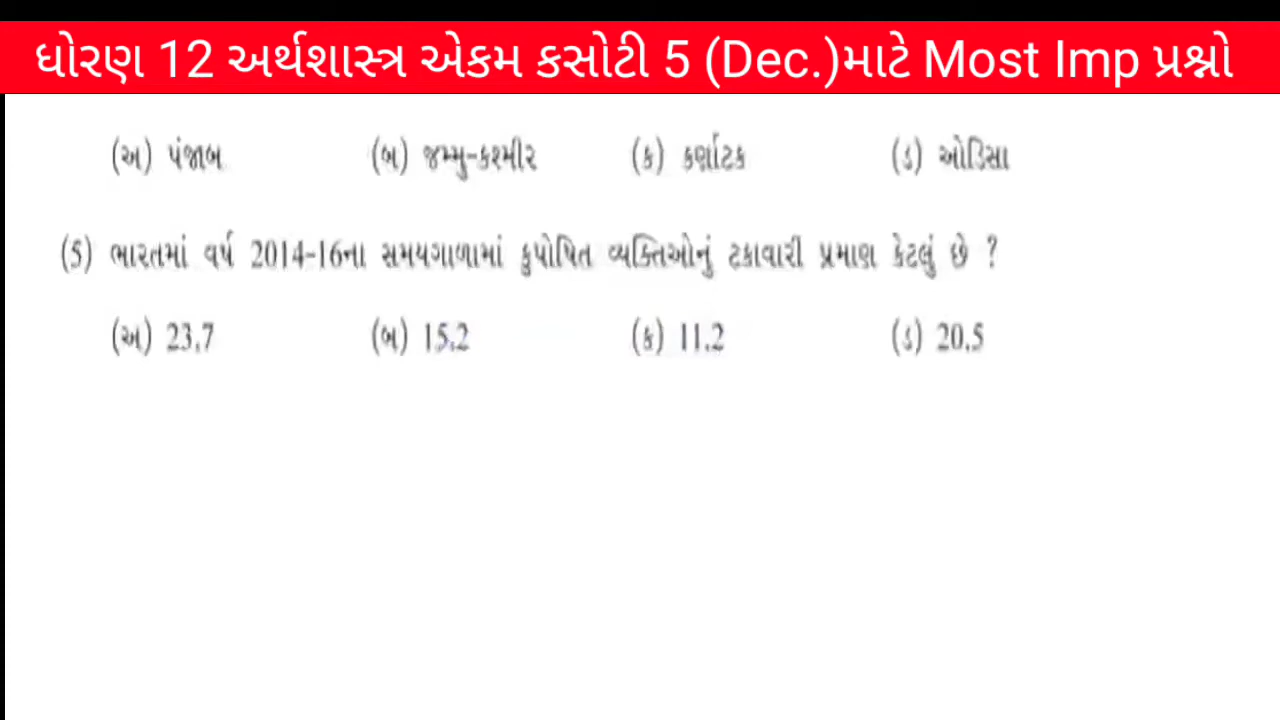 ધોરણ 12 અર્થશાસ્ત્ર એકમ કસોટી 5 (Dec.)માટે Most Imp પ્રશ્નો
(અ) પંજાબ (બ) જમ્મુ-કશ્મીર (ક) કર્ણાટક (ડ) ઓડિસા
(5) ભારતમાં વર્ષ 2014-16ના સમયગાળામાં કુપોષિત વ્યક્તિઓનું ટકાવારી પ્રમાણ કેટલું છે ?
(અ) 23.7 (બ) 15.2 (ક) 11.2 (ડ) 20.5